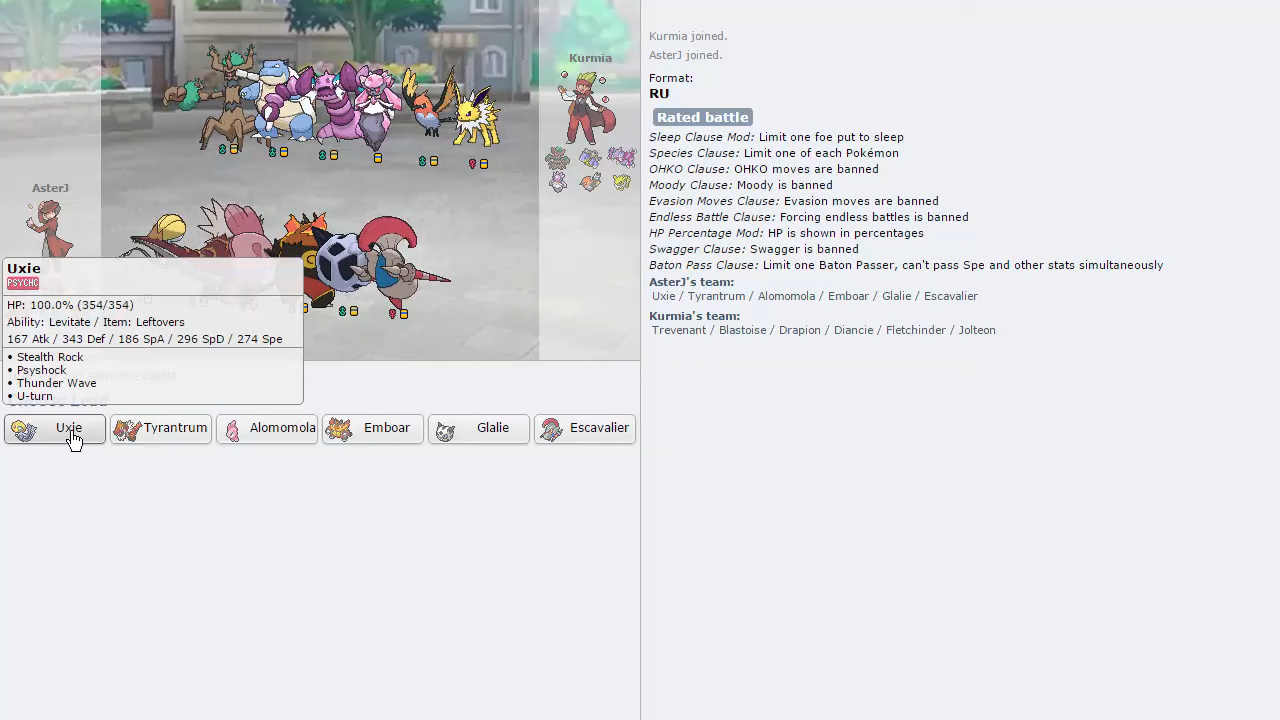 Kurmia
AsterJ
Uxie
PSYCHC
HP: 100.0% (354/354)
Ability: Levitate / Item: Leftovers
167 Atk / 343 Def / 186 SpA / 296 SpD / 274 Spe
• Stealth Rock
• Psyshock
• Thunder Wave
• U-turn
Uxie
Tyrantrum
Alomomola
Emboar
Glalie
Escavalier
Kurmia joined.
AsterJ joined.
Format:
RU
Rated battle
Sleep Clause Mod: Limit one foe put to sleep
Species Clause: Limit one of each Pokémon
OHKO Clause: OHKO moves are banned
Moody Clause: Moody is banned
Evasion Moves Clause: Evasion moves are banned
Endless Battle Clause: Forcing endless battles is banned
HP Percentage Mod: HP is shown in percentages
Swagger Clause: Swagger is banned
Baton Pass Clause: Limit one Baton Passer, can't pass Spe and other stats simultaneously
AsterJ's team:
Uxie / Tyrantrum / Alomomola / Emboar / Glalie / Escavalier
Kurmia's team:
Trevenant / Blastoise / Drapion / Diancie / Fletchinder / Jolteon